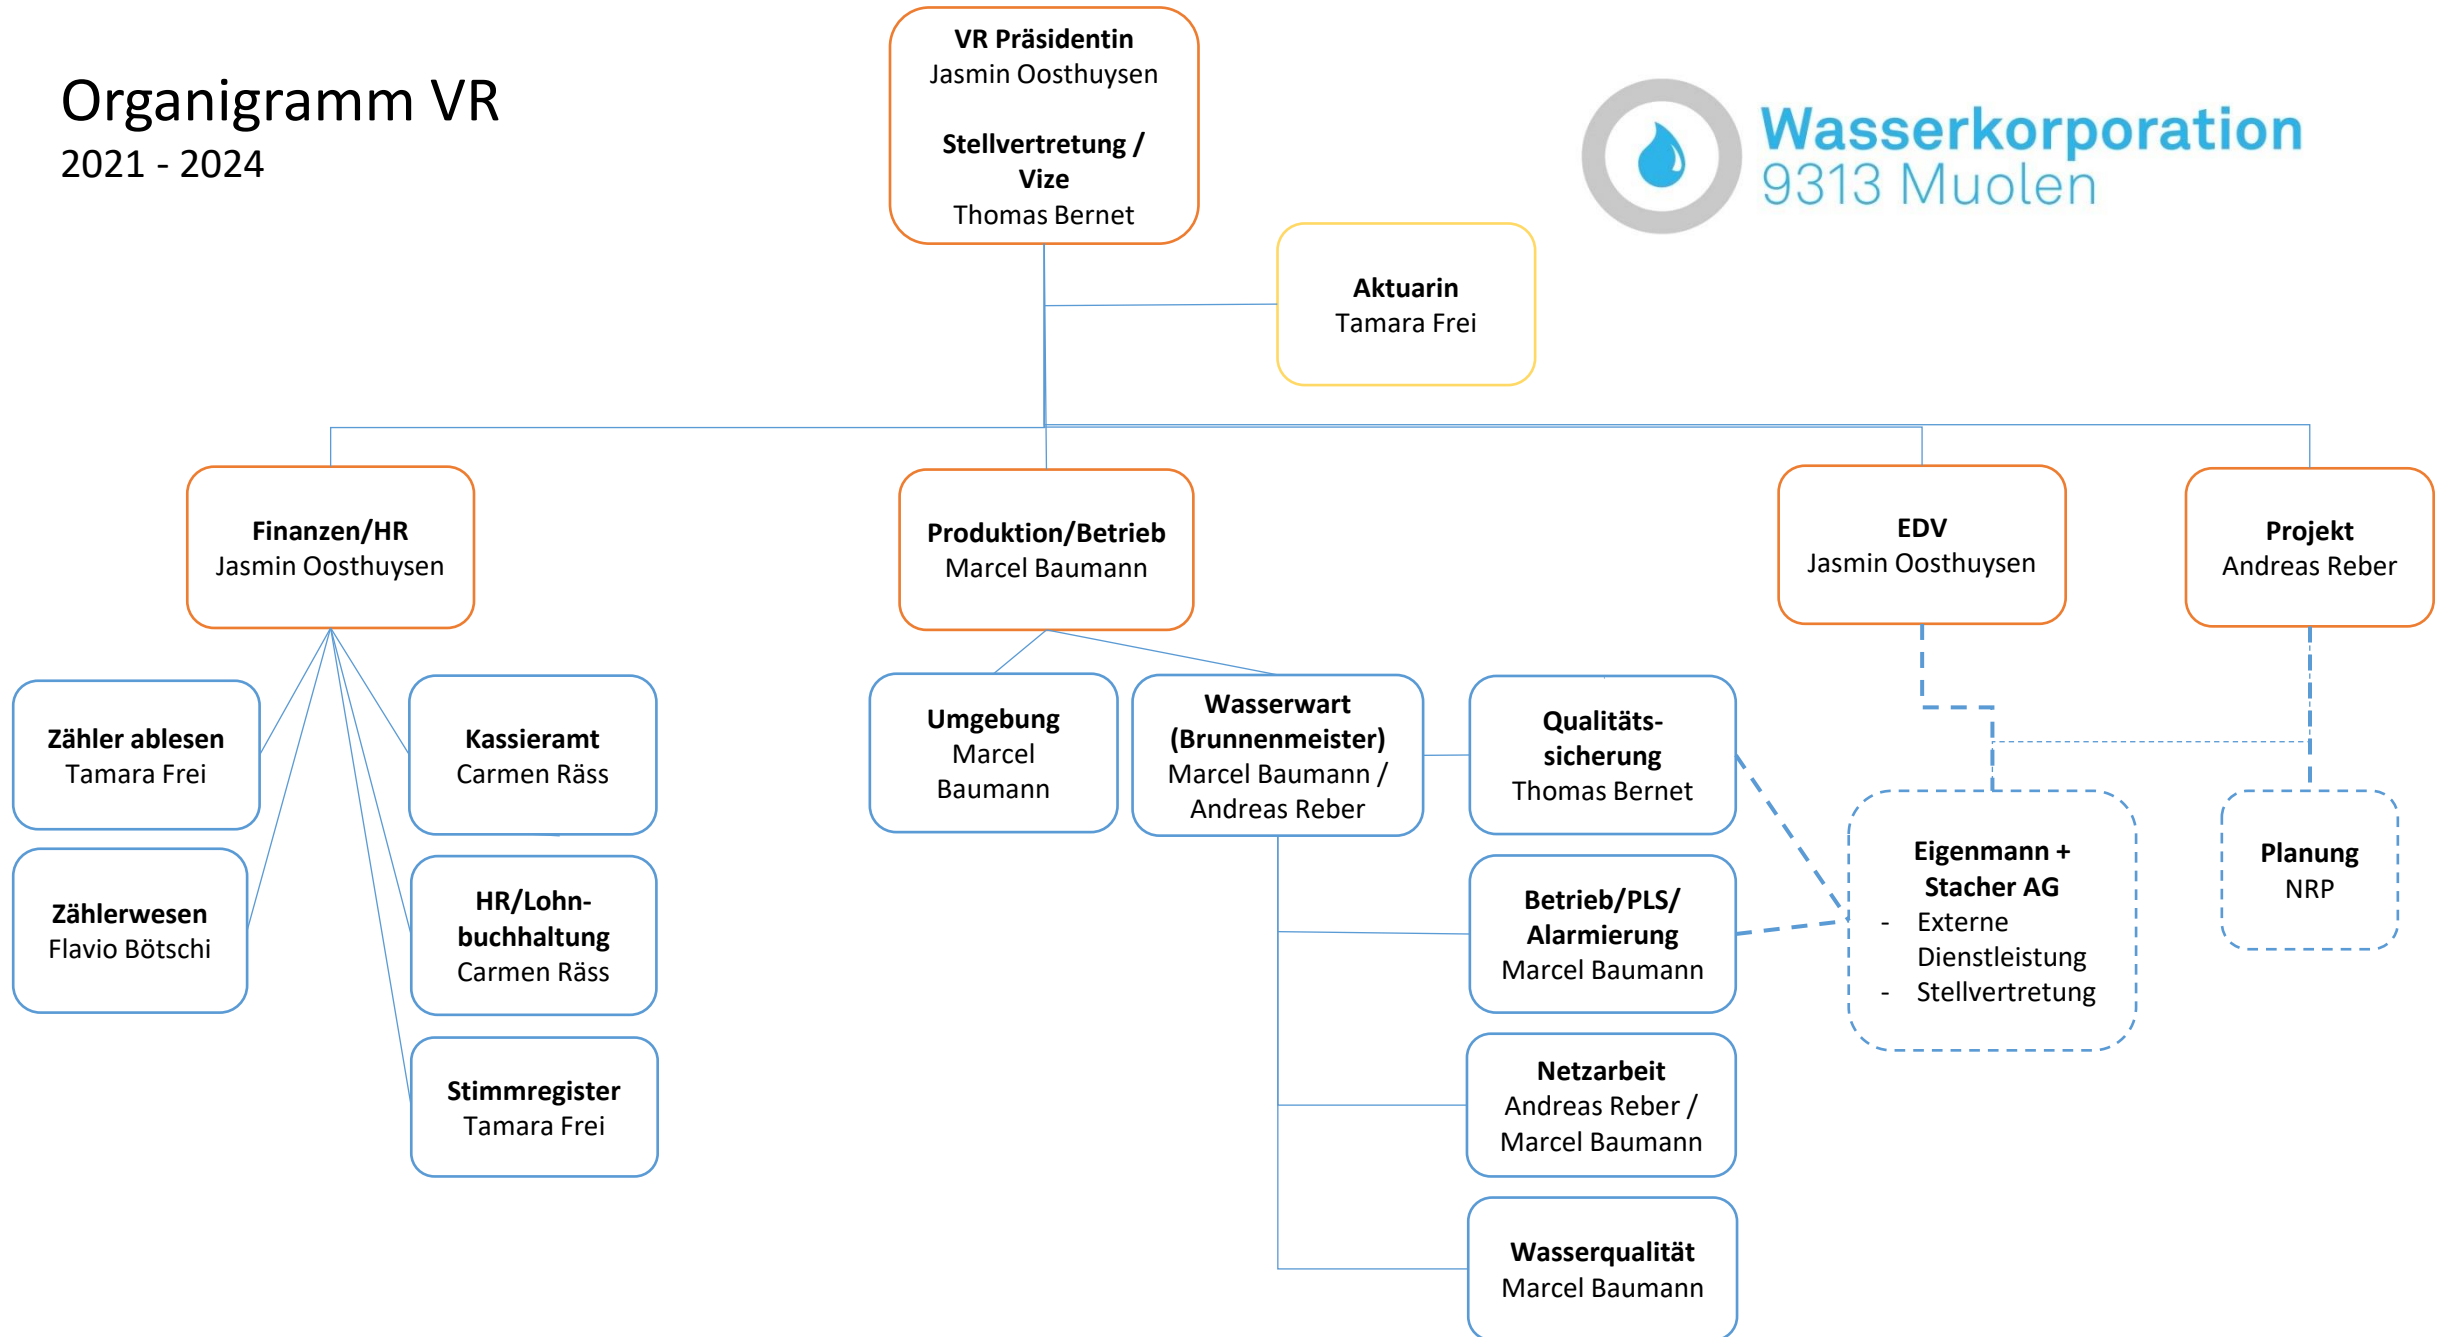 Organigramm VR
2021 - 2024
VR Präsidentin
Jasmin Oosthuysen
Stellvertretung /
Vize
Thomas Bernet
Wasserkorporation
9313 Muolen
Aktuarin
Tamara Frei
Finanzen/HR
Jasmin Oosthuysen
Produktion/Betrieb
Marcel Baumann
EDV
Jasmin Oosthuysen
Projekt
Andreas Reber
Zähler ablesen
Tamara Frei
Kassieramt
Carmen Räss
Zählerwesen
Flavio Bötschi
HR/Lohn-
buchhaltung
Carmen Räss
Stimmregister
Tamara Frei
Umgebung
Marcel
Baumann
Wasserwart
(Brunnenmeister)
Marcel Baumann /
Andreas Reber
Qualitäts-
sicherung
Thomas Bernet
Betrieb/PLS/
Alarmierung
Marcel Baumann
Netzarbeit
Andreas Reber /
Marcel Baumann
Wasserqualität
Marcel Baumann
Eigenmann +
Stacher AG
- Externe
Dienstleistung
- Stellvertretung
Planung
NRP